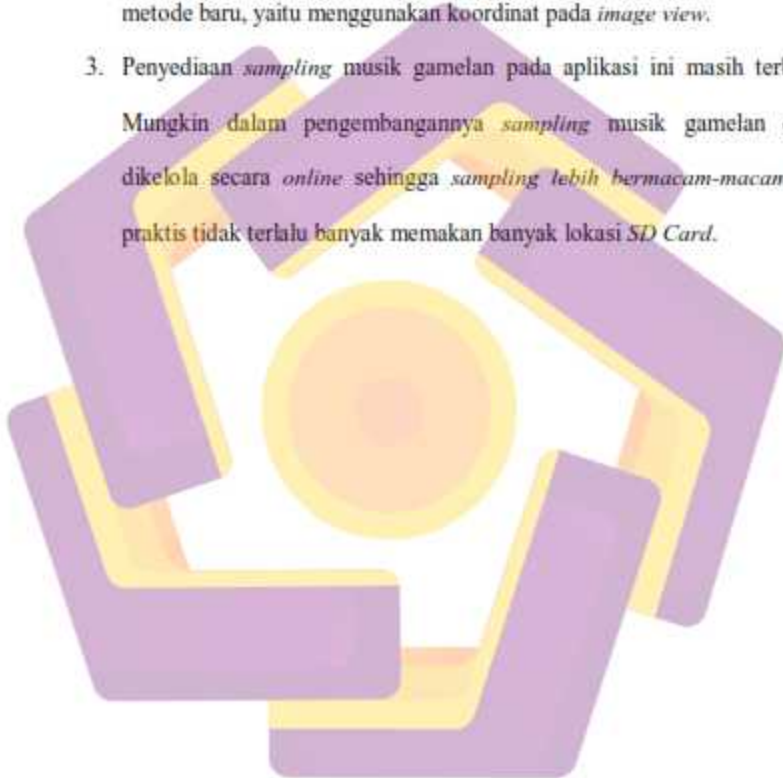 metode baru, yaitu menggunakan koordinat pada image view.
3. Penyediaan sampling musik gamelan pada aplikasi ini masih
Mungkin dalam pengembangannya sampling musik gamelan
dikelola secara online sehingga sampling lebih bermacam-macam
praktis tidak terlalu banyak memakan banyak lokasi SD Card.